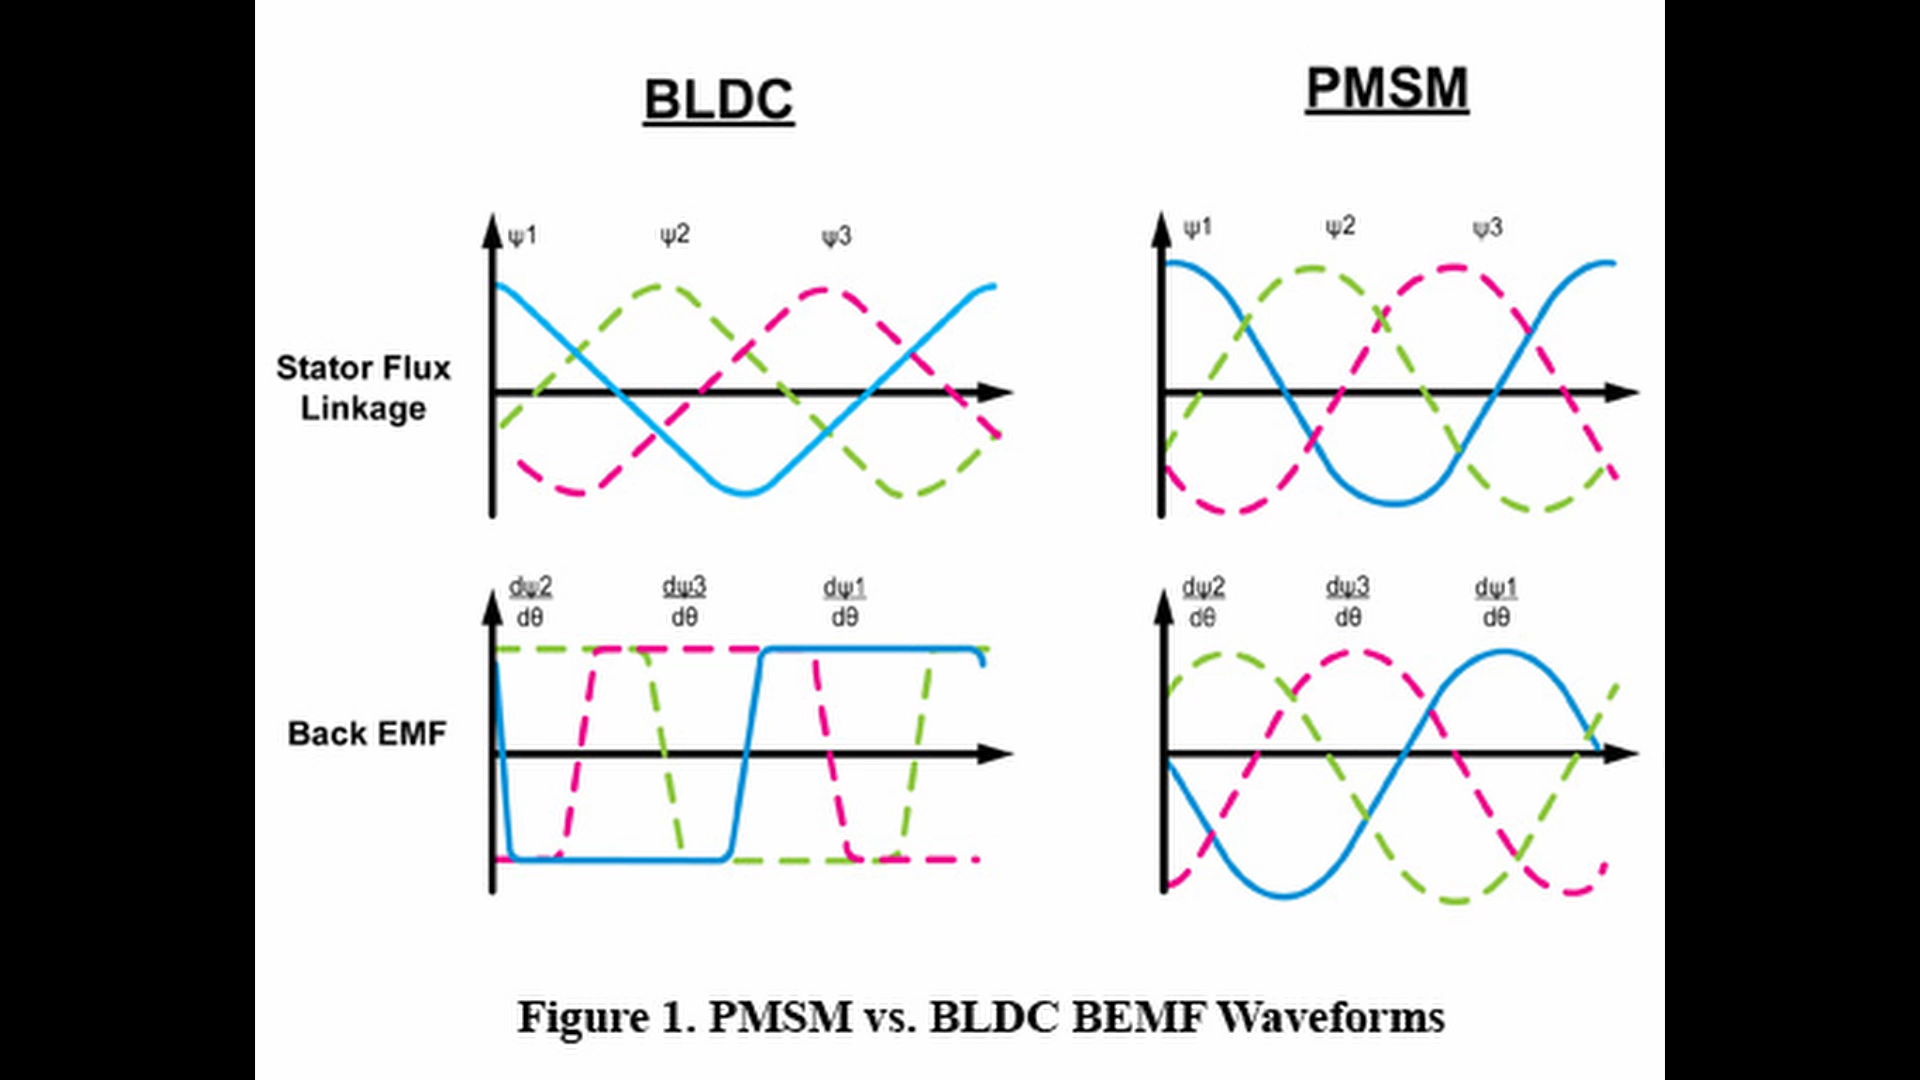 BLDC
PMSM
ψ1 ψ2 ψ3
ψ1 ψ2 ψ3
Stator Flux
Linkage
dψ2 dψ3 dψ1
dθ dθ dθ
dψ2 dψ3 dψ1
dθ dθ dθ
Back EMF
Figure 1. PMSM vs. BLDC BEMF Waveforms